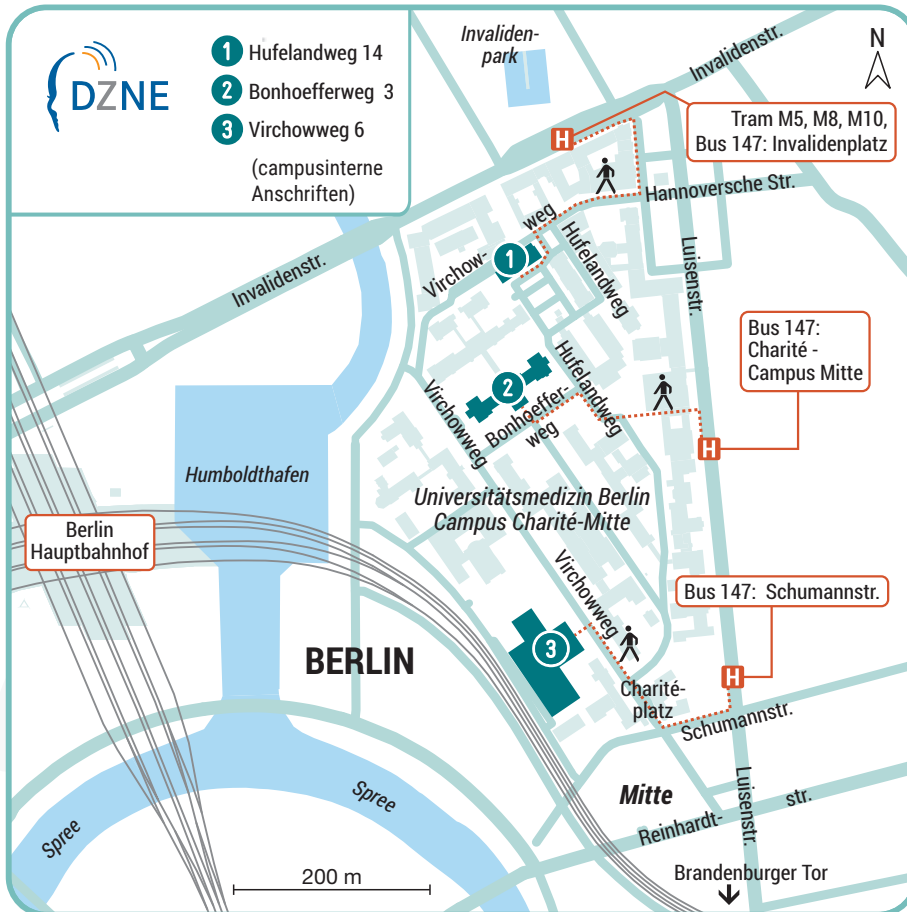 DZNE
1 Hufelandweg 14
2 Bonhoefferweg 3
3 Virchowweg 6
(campusinterne
Anschriften)
Invaliden-
park
Invalidenstr.
N
H
Tram M5, M8, M10,
Bus 147: Invalidenplatz
Hannoversche Str.
Virchow-
weg
1
Hufelandweg
Luisenstr.
Invalidenstr.
Bus 147:
Charité -
Campus Mitte
H
2
Hufelandweg
Bonhoeffer-
weg
Virchowweg
Humboldthafen
Universitätsmedizin Berlin
Campus Charité-Mitte
Berlin
Hauptbahnhof
Virchowweg
Bus 147: Schumannstr.
H
3
BERLIN
Charité-
platz
Schumannstr.
Luisenstr.
Mitte
Reinhardt-
str.
Spree
Spree
200 m
Brandenburger Tor